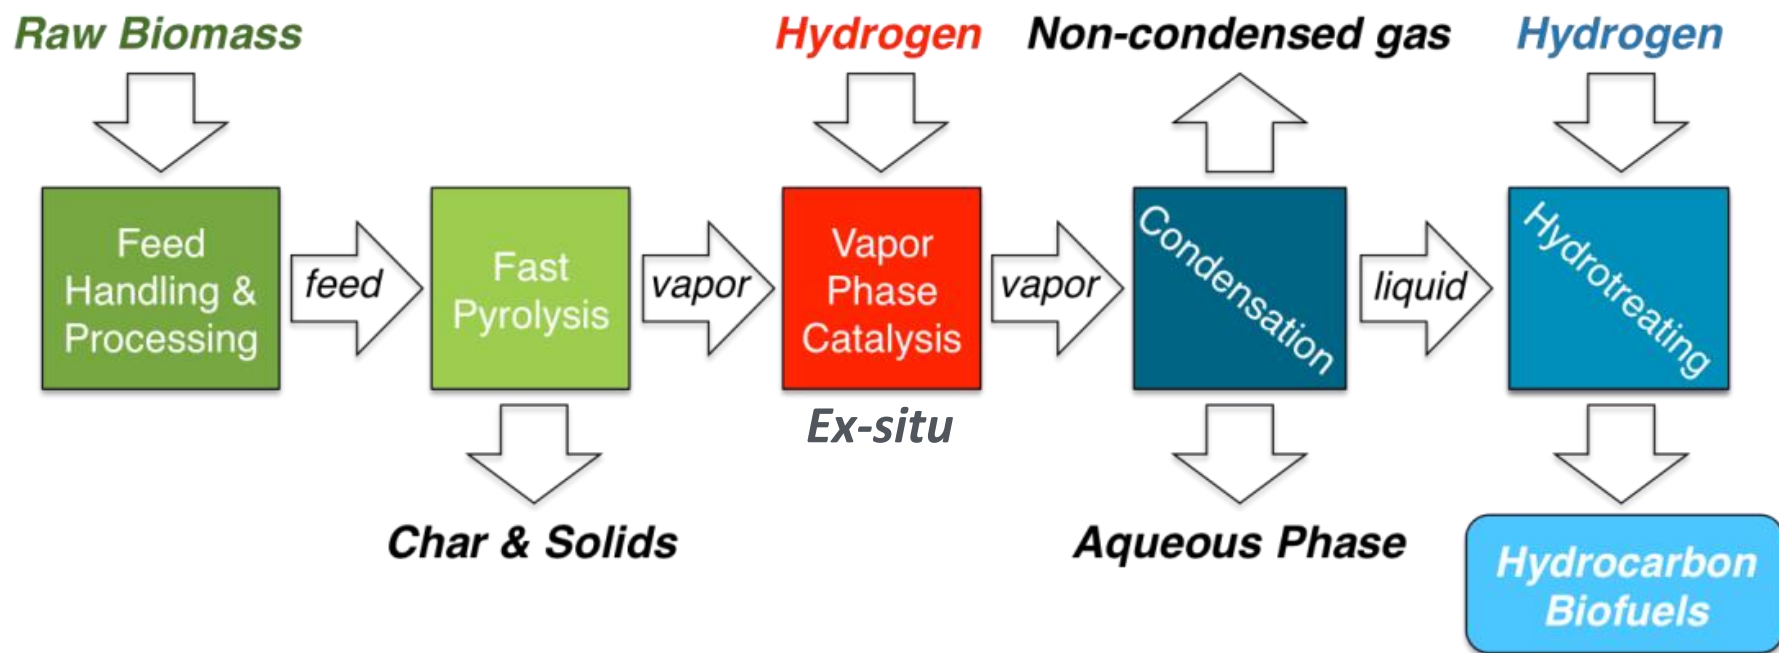 Raw Biomass
Hydrogen
Non-condensed gas
Hydrogen
Feed
Handling &
Processing
feed
Fast
Pyrolysis
vapor
Vapor
Phase
Catalysis
vapor
Condensation
liquid
Hydrotreating
Ex-situ
Char & Solids
Aqueous Phase
Hydrocarbon
Biofuels